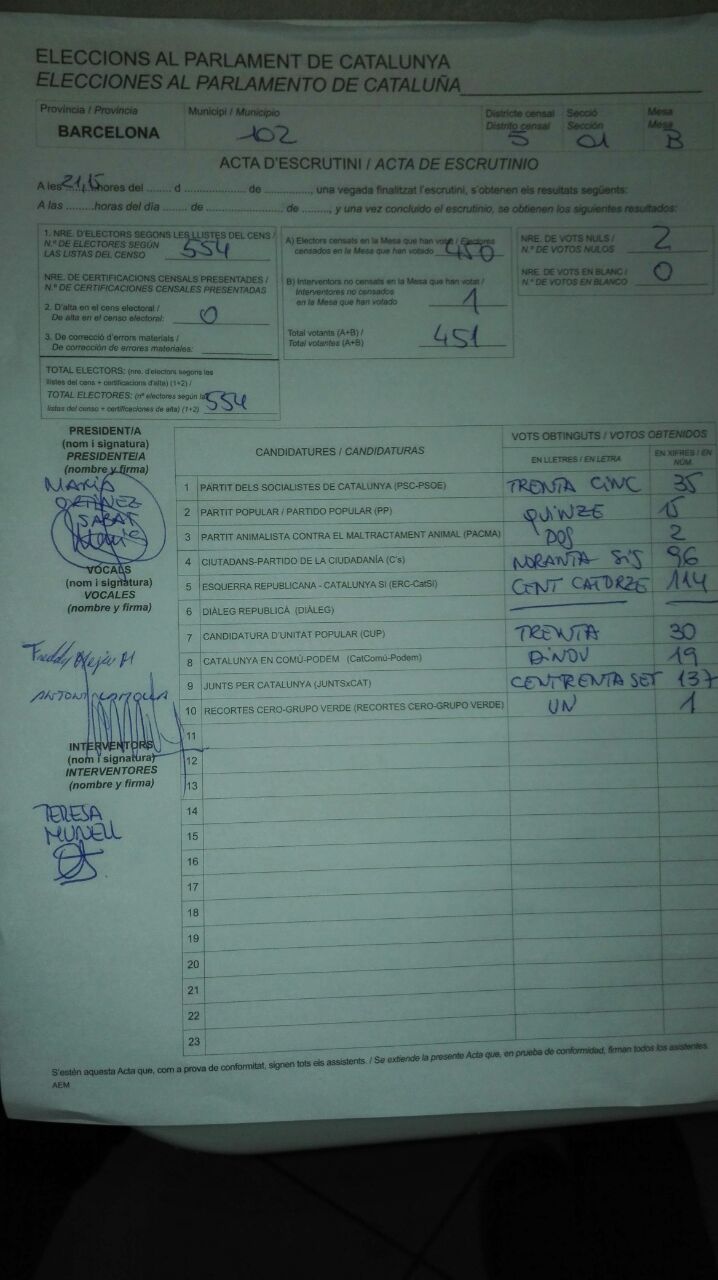 ELECCIONS AL PARLAMENT DE CATALUNYA
ELECCIONES AL PARLAMENTO DE CATALUÑA
Província / Provincia
BARCELONA
Municipi / Municipio
102
Districte censal
Distrito censal
5
Secció
Sección
01
Mesa
Mesa
B
ACTA D'ESCRUTINI / ACTA DE ESCRUTINIO
A les 21,15 hores del ........ d ..................... de ............., una vegada finalitzat l'escrutini, s'obtenen els resultats següents:
A las .........horas del día ...... de ................... de ........, y una vez concluido el escrutinio, se obtienen los siguientes resultados:
1. NRE. D'ELECTORS SEGONS LES LLISTES DEL CENS /
N.º DE ELECTORES SEGÚN
LAS LISTAS DEL CENSO
554
NRE. DE CERTIFICACIONS CENSALS PRESENTADES /
N.º DE CERTIFICACIONES CENSALES PRESENTADAS
2. D'alta en el cens electoral /
De alta en el censo electoral:
0
3. De correcció d'errors materials /
De corrección de errores materiales:
TOTAL ELECTORS: (nre. d'electors segons les
llistes del cens + certificacions d'alta) (1+2) /
TOTAL ELECTORES: (nº electores según las
listas del censo + certificaciones de alta) (1+2)
554
A) Electors censats en la Mesa que han votat / Electores
censados en la Mesa que han votado
450
B) Interventors no censats en la Mesa que han votat /
Interventores no censados
en la Mesa que han votado
1
Total votants (A+B) /
Total votantes (A+B)
451
NRE. DE VOTS NULS /
N.º DE VOTOS NULOS
2
NRE. DE VOTS EN BLANC /
N.º DE VOTOS EN BLANCO
0
PRESIDENT/A
(nom i signatura)
PRESIDENTE/A
(nombre y firma)
MARIA
SABAT
VOCALS
(nom i signatura)
VOCALES
(nombre y firma)
Freddy
ANTONI
INTERVENTORS
(nom i signatura)
INTERVENTORES
(nombre y firma)
TERESA
MUNELL
CANDIDATURES / CANDIDATURAS
VOTS OBTINGUTS / VOTOS OBTENIDOS
EN LLETRES / EN LETRA
EN XIFRES / EN NÚM.
1 PARTIT DELS SOCIALISTES DE CATALUNYA (PSC-PSOE) TRENTA CINC 35
2 PARTIT POPULAR / PARTIDO POPULAR (PP) QUINZE 15
3 PARTIT ANIMALISTA CONTRA EL MALTRACTAMENT ANIMAL (PACMA) DOS 2
4 CIUTADANS-PARTIDO DE LA CIUDADANÍA (C's) NORANTA SIS 96
5 ESQUERRA REPUBLICANA - CATALUNYA SÍ (ERC-CatSí) CENT CATORZE 114
6 DIÀLEG REPUBLICÀ (DIÀLEG)
7 CANDIDATURA D'UNITAT POPULAR (CUP) TRENTA 30
8 CATALUNYA EN COMÚ-PODEM (CatComú-Podem) DINOU 19
9 JUNTS PER CATALUNYA (JUNTSxCAT) CENTRENTA SET 137
10 RECORTES CERO-GRUPO VERDE (RECORTES CERO-GRUPO VERDE) UN 1
11
12
13
14
15
16
17
18
19
20
21
22
23
S'estén aquesta Acta que, com a prova de conformitat, signen tots els assistents. / Se extiende la presente Acta que, en prueba de conformidad, firman todos los asistentes.
AEM